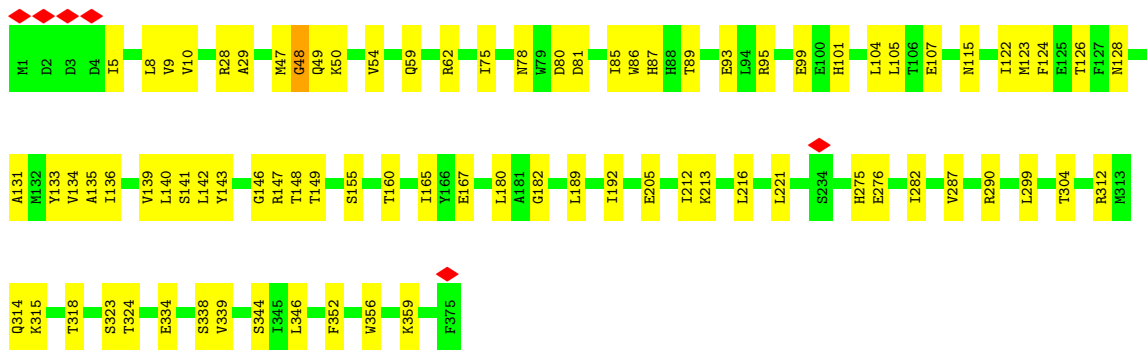 M1 D2 D3 D4 I5 L8 V9 V10 R28 A29 M47 G48 Q49 K50 V54 Q59 R62 I75 N78 W79 D80 D81 I85 W86 H87 H88 T89 E93 L94 R95 E99 E100 H101 L104 L105 T106 E107 N115 I122 M123 F124 E125 T126 F127 N128
A131 M132 Y133 V134 A135 I136 V139 L140 S141 L142 Y143 G146 R147 T148 T149 S155 T160 I165 Y166 E167 L180 A181 G182 L189 I192 E205 I212 K213 L216 L221 S234 H275 E276 I282 V287 R290 L299 T304 R312 M313
Q314 K315 T318 S323 T324 E334 S338 V339 S344 I345 L346 F352 W356 K359 F375